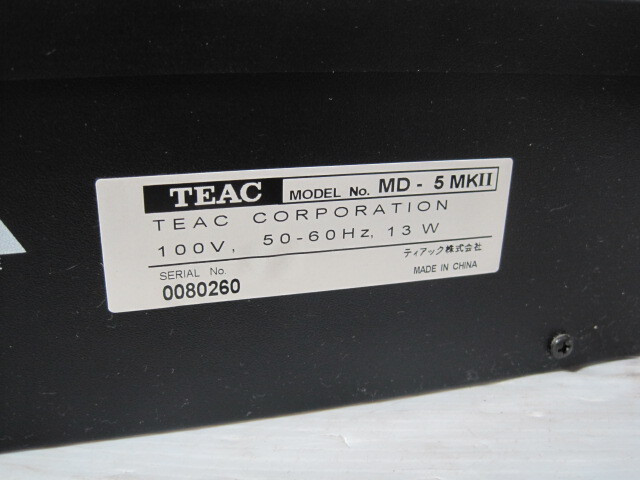 TEAC MODEL No. MD - 5 MKII
TEAC CORPORATION
100V, 50-60Hz, 13 W
ティアック株式会社
SERIAL No.
MADE IN CHINA
0080260